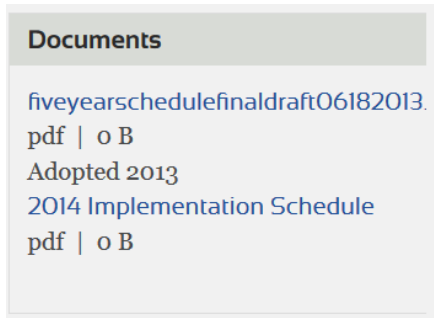 Documents
fiveyearschedulefinaldraft06182013.
pdf | 0 B
Adopted 2013
2014 Implementation Schedule
pdf | 0 B